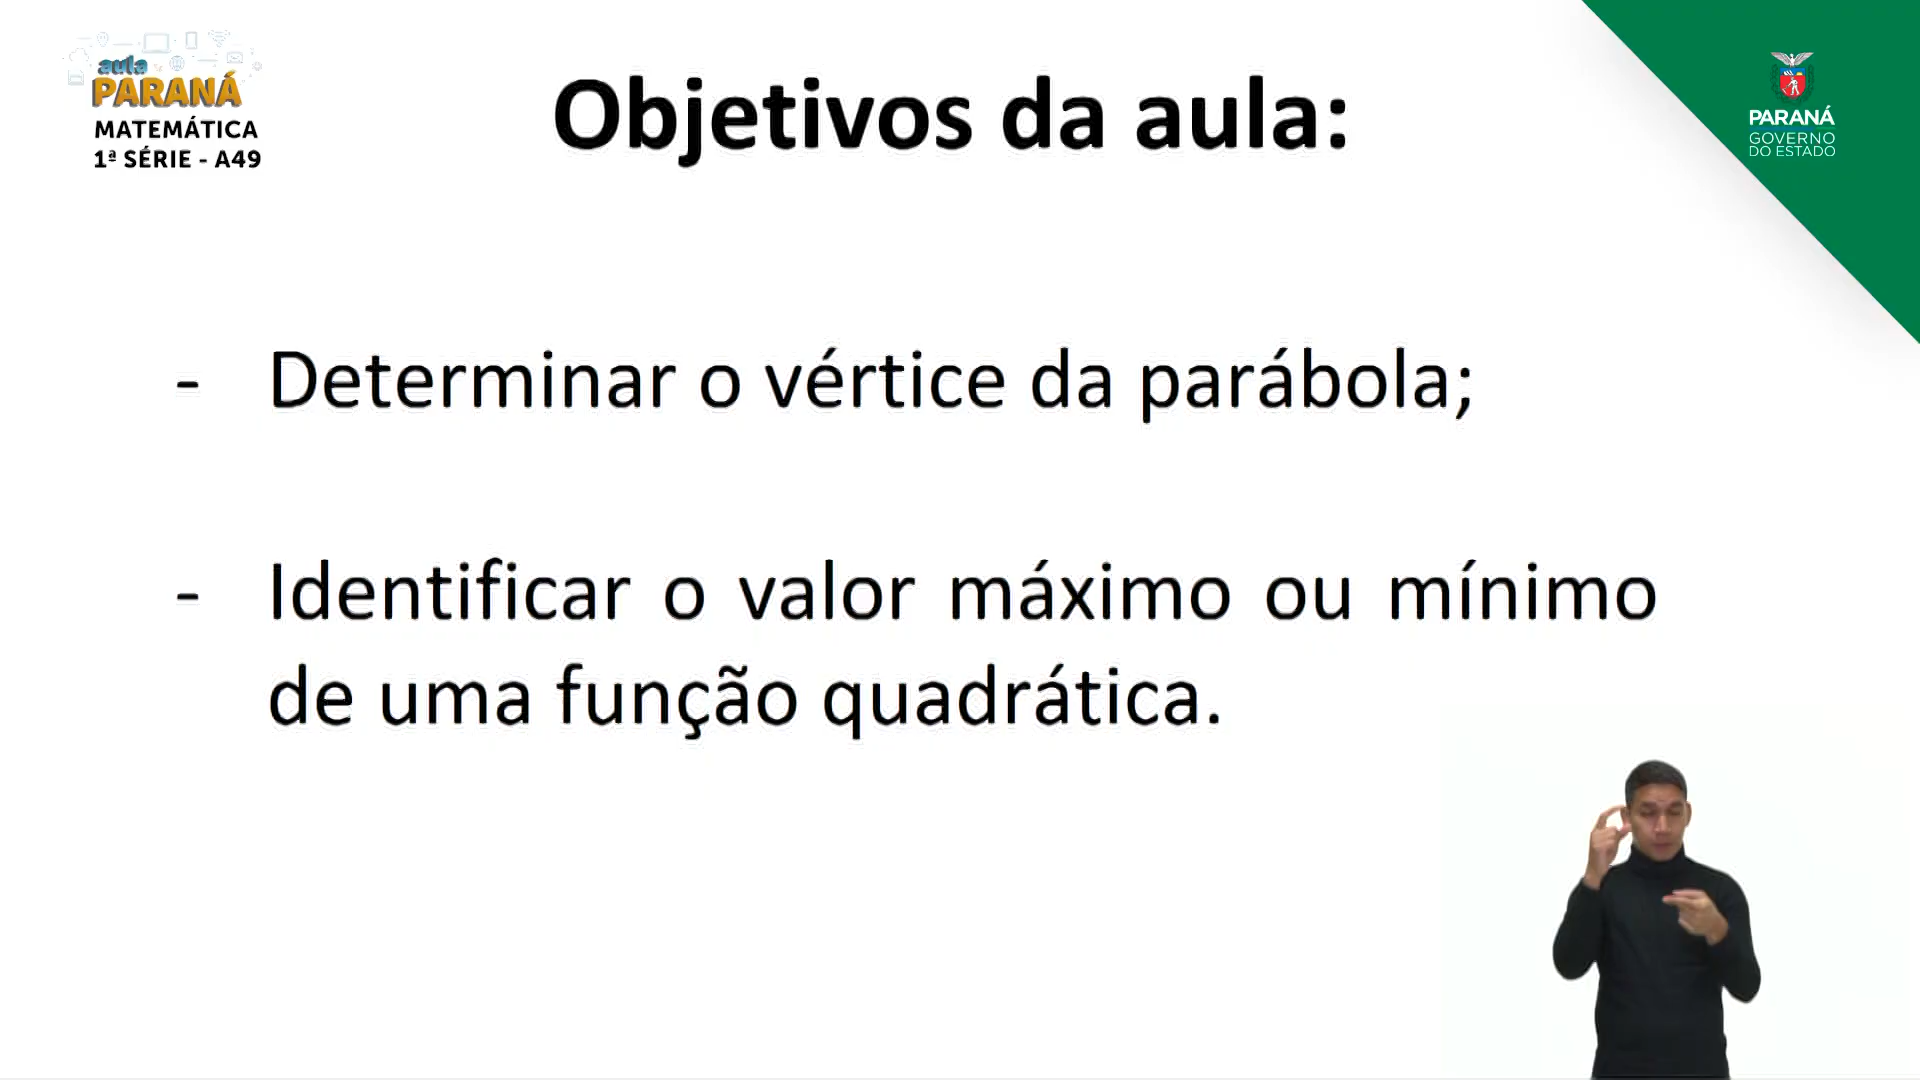 aula
PARANÁ
MATEMÁTICA
1ª SÉRIE - A49
Objetivos da aula:
PARANÁ
GOVERNO
DO ESTADO
- Determinar o vértice da parábola;
- Identificar o valor máximo ou mínimo
de uma função quadrática.